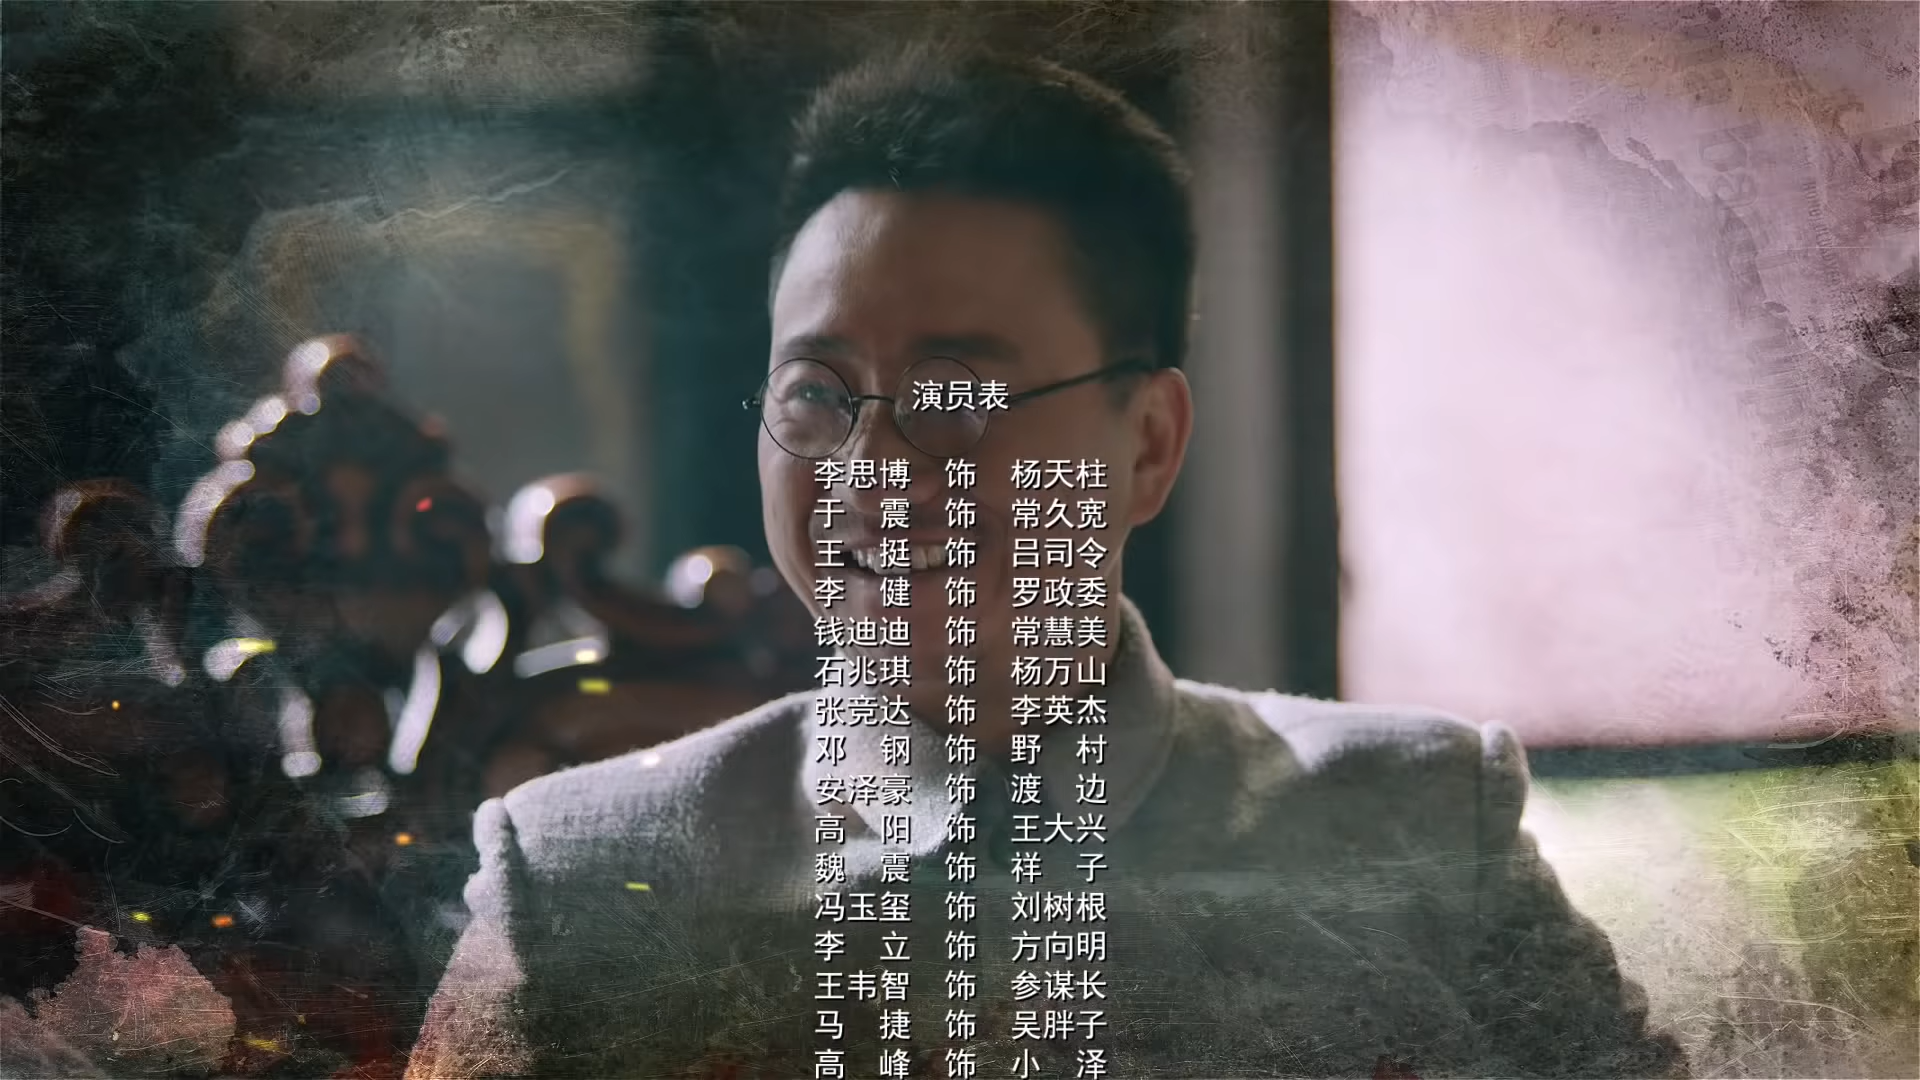 演员表
李思博 饰 杨天柱
于 震 饰 常久宽
王 挺 饰 吕司令
李 健 饰 罗政委
钱迪迪 饰 常慧美
石兆琪 饰 杨万山
张竞达 饰 李英杰
邓 钢 饰 野 村
安泽豪 饰 渡 边
高 阳 饰 王大兴
魏 震 饰 祥 子
冯玉玺 饰 刘树根
李 立 饰 方向明
王韦智 饰 参谋长
马 捷 饰 吴胖子
高 峰 饰 小 泽